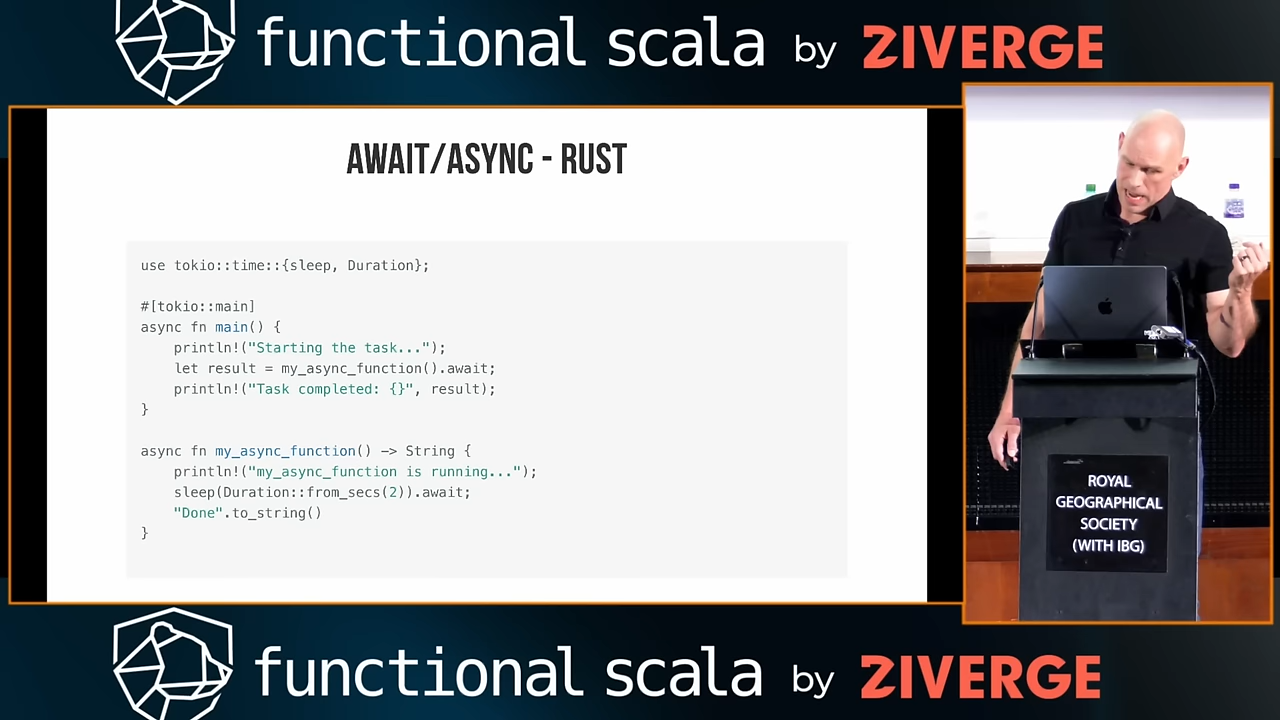 functional scala by ZIVERGE
AWAIT/ASYNC - RUST
use tokio::time::{sleep, Duration};
#[tokio::main]
async fn main() {
println!("Starting the task...");
let result = my_async_function().await;
println!("Task completed: {}", result);
}
async fn my_async_function() -> String {
println!("my_async_function is running...");
sleep(Duration::from_secs(2)).await;
"Done".to_string()
}
ROYAL
GEOGRAPHICAL
SOCIETY
(WITH IBG)
functional scala by ZIVERGE